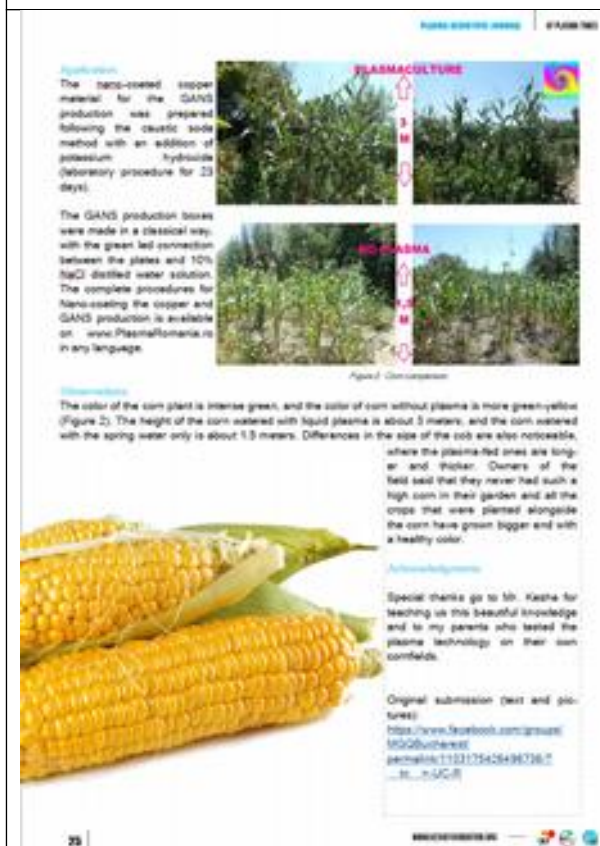 PLASMA SCIENTIFIC JOURNAL
OF PLASMA TIMES
Application
The nano-coated copper
material for the GANS
production was prepared
following the caustic soda
method with an addition of
potassium hydroxide
(laboratory procedure for 23
days).
The GANS production boxes
were made in a classical way,
with the green led connection
between the plates and 10%
NaCl distilled water solution.
The complete procedures for
Nano-coating the copper and
GANS production is available
on www.PlasmaRomania.ro
in any language.
PLASMACULTURE
3
M
NO PLASMA
1,5
M
Figure 2 - Corn comparison
Observations
The color of the corn plant is intense green, and the color of corn without plasma is more green-yellow
(Figure 2). The height of the corn watered with liquid plasma is about 3 meters, and the corn watered
with the spring water only is about 1.5 meters. Differences in the size of the cob are also noticeable,
where the plasma-fed ones are long-
er and thicker. Owners of the
field said that they never had such a
high corn in their garden and all the
crops that were planted alongside
the corn have grown bigger and with
a healthy color.
Acknowledgments
Special thanks go to Mr. Keshe for
teaching us this beautiful knowledge
and to my parents who tested the
plasma technology on their own
cornfields.
Original submission (text and pic-
tures):
https://www.facebook.com/groups/
permalink/